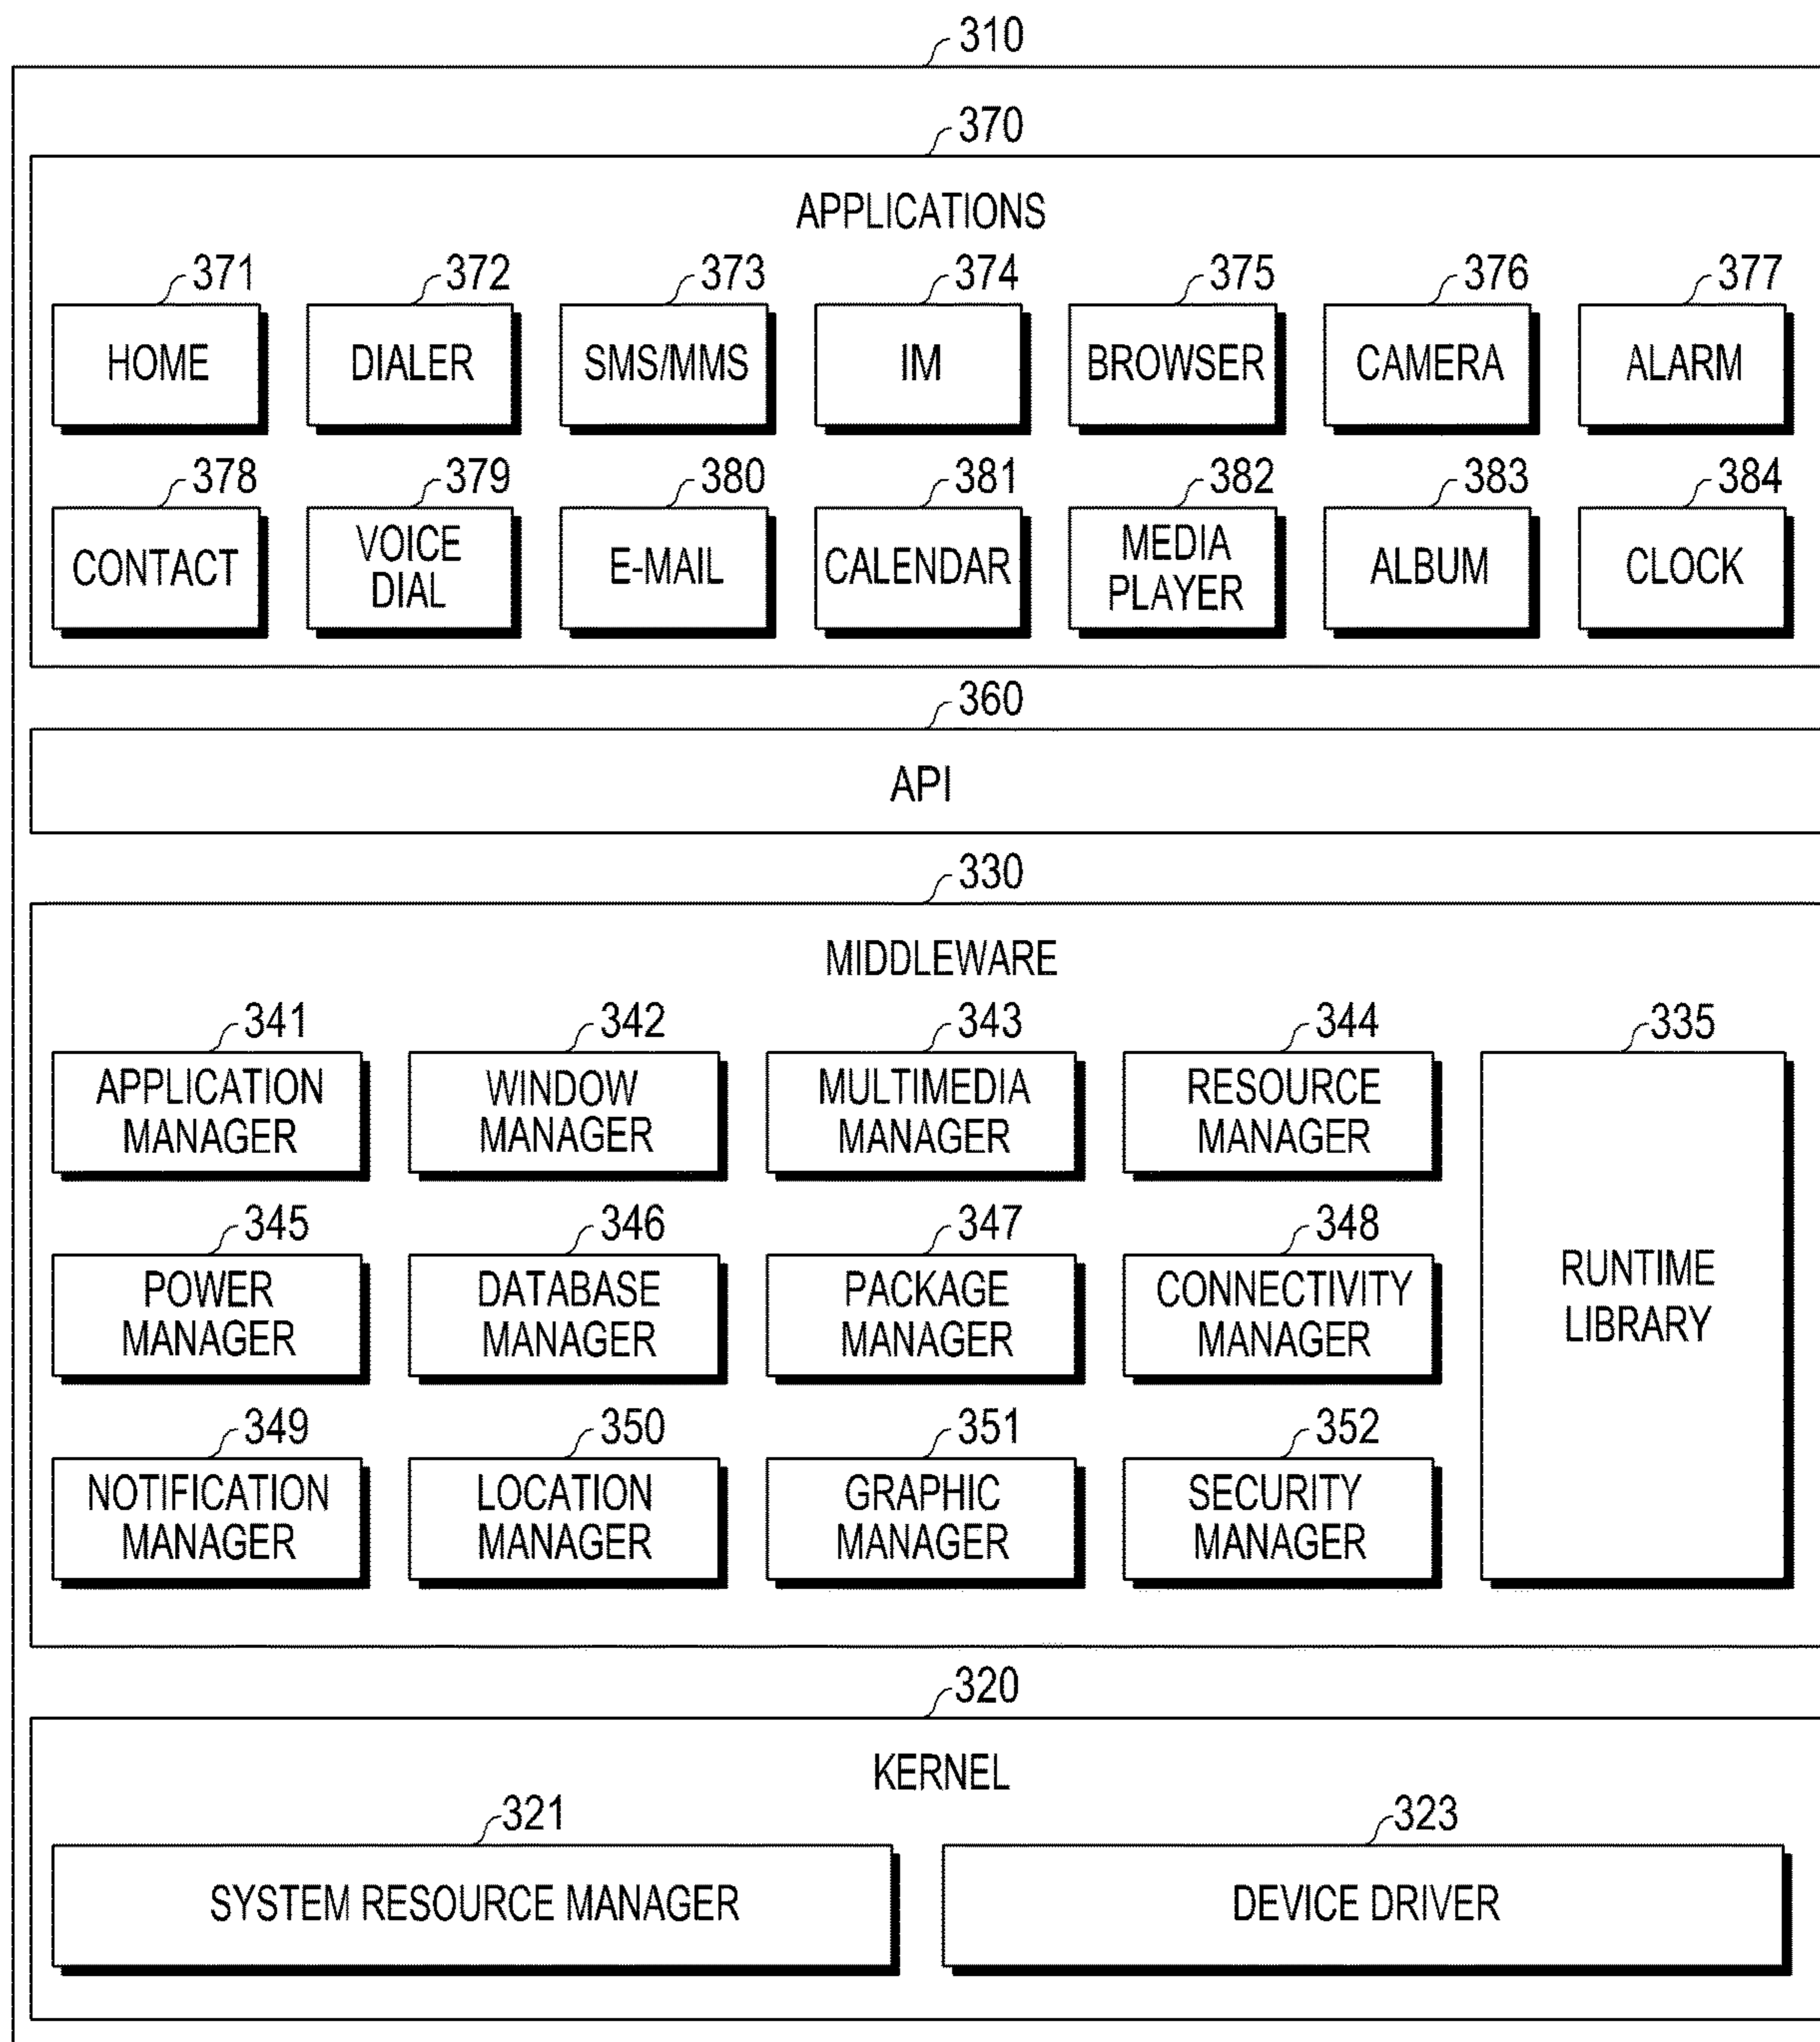 310
370
APPLICATIONS
371 372 373 374 375 376 377
HOME DIALER SMS/MMS IM BROWSER CAMERA ALARM
378 379 380 381 382 383 384
CONTACT VOICE DIAL E-MAIL CALENDAR MEDIA PLAYER ALBUM CLOCK
360
API
330
MIDDLEWARE
341 342 343 344 335
APPLICATION MANAGER WINDOW MANAGER MULTIMEDIA MANAGER RESOURCE MANAGER
345 346 347 348
POWER MANAGER DATABASE MANAGER PACKAGE MANAGER CONNECTIVITY MANAGER RUNTIME LIBRARY
349 350 351 352
NOTIFICATION MANAGER LOCATION MANAGER GRAPHIC MANAGER SECURITY MANAGER
320
KERNEL
321 323
SYSTEM RESOURCE MANAGER DEVICE DRIVER